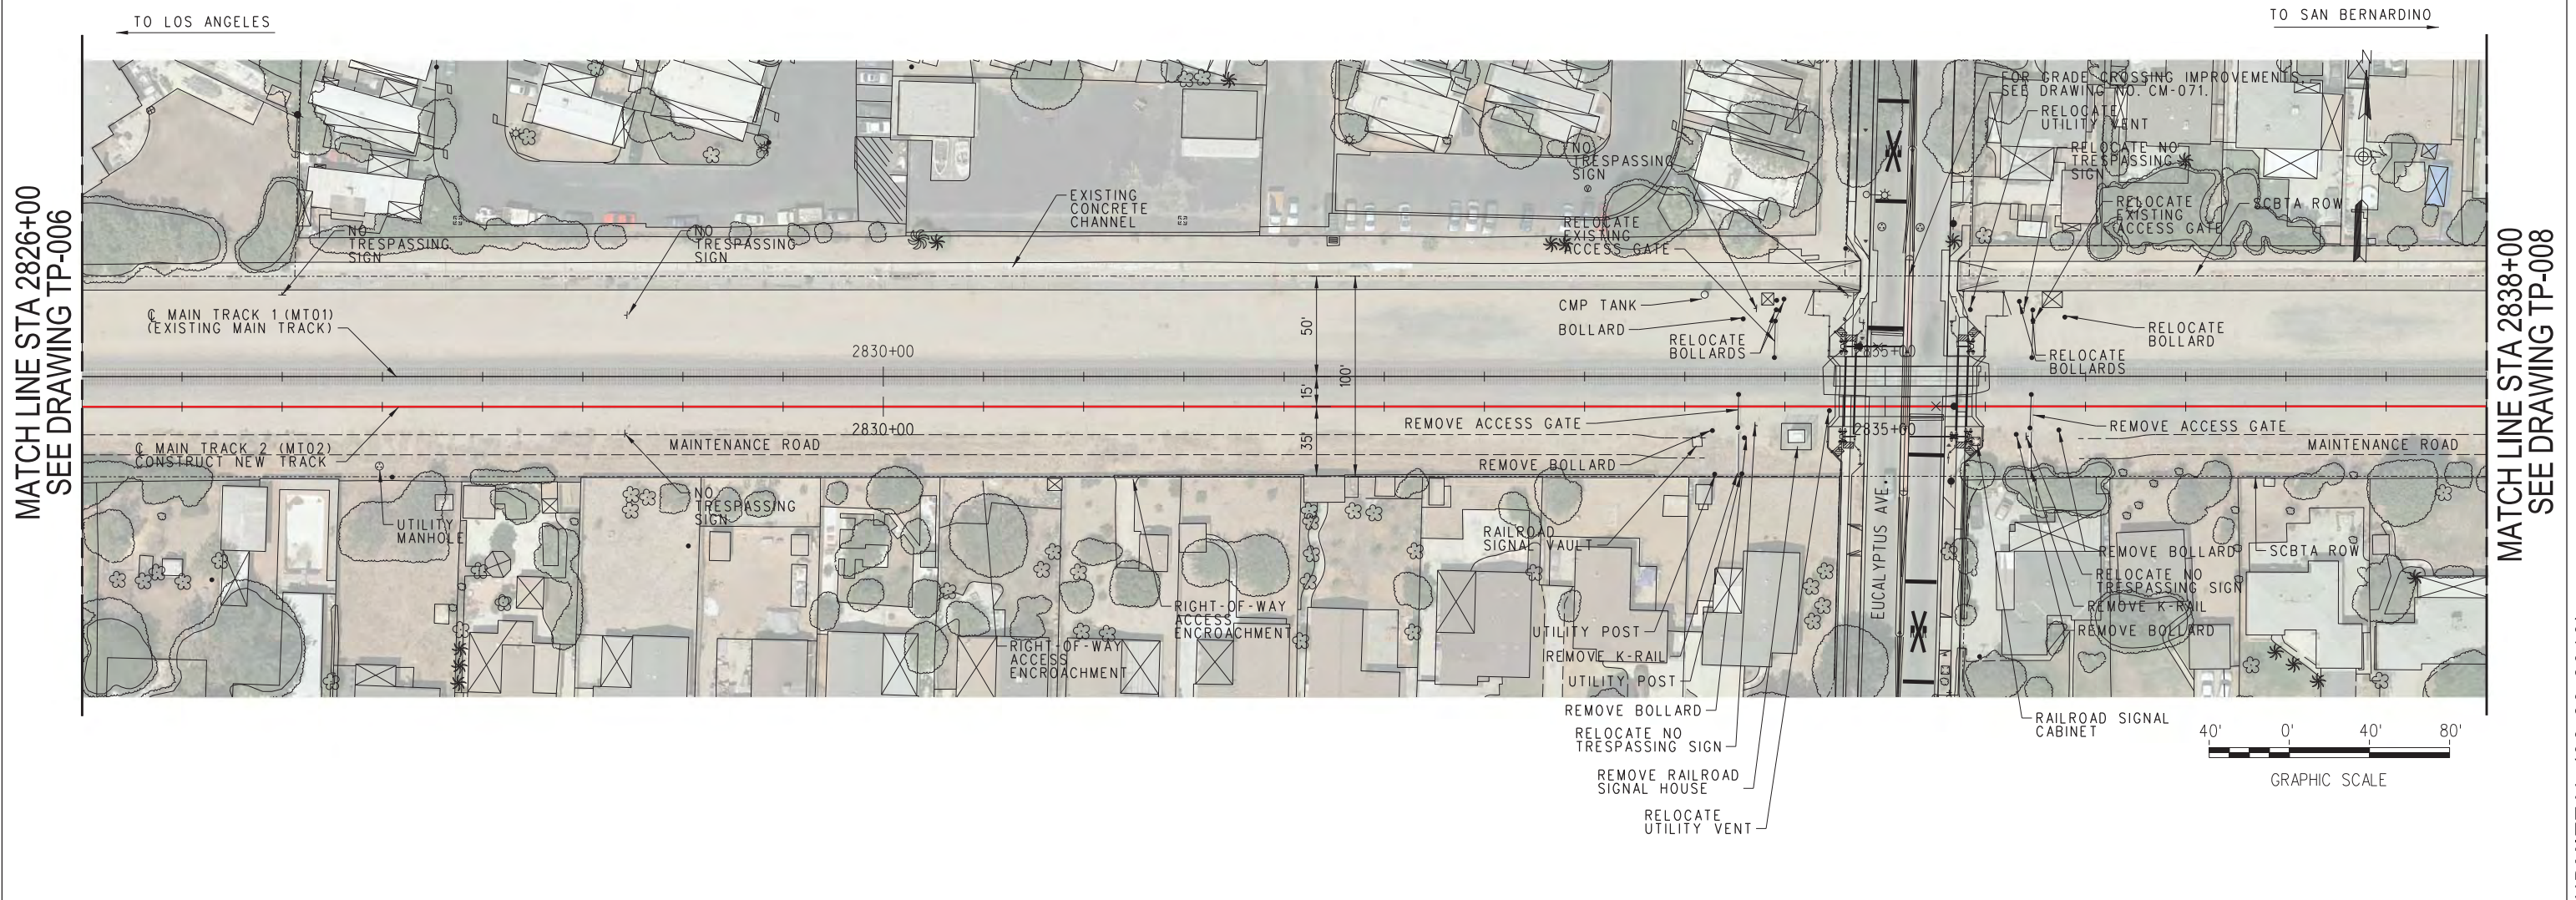 TO LOS ANGELES
TO SAN BERNARDINO
N
MATCH LINE STA 2826+00
SEE DRAWING TP-006
MATCH LINE STA 2838+00
SEE DRAWING TP-008
FOR GRADE CROSSING IMPROVEMENTS,
SEE DRAWING NO. CM-071.
RELOCATE
UTILITY VENT
RELOCATE NO
TRESPASSING
SIGN
NO
TRESPASSING
SIGN
EXISTING
CONCRETE
CHANNEL
RELOCATE
EXISTING
ACCESS GATE
RELOCATE
EXISTING
ACCESS GATE
SCBTA ROW
NO
TRESPASSING
SIGN
NO
TRESPASSING
SIGN
CMP TANK
BOLLARD
RELOCATE
BOLLARDS
RELOCATE
BOLLARD
RELOCATE
BOLLARDS
℄ MAIN TRACK 1 (MT01)
(EXISTING MAIN TRACK)
2830+00
2835+00
50'
15'
100'
35'
REMOVE ACCESS GATE
REMOVE ACCESS GATE
2830+00
2835+00
MAINTENANCE ROAD
MAINTENANCE ROAD
℄ MAIN TRACK 2 (MT02)
CONSTRUCT NEW TRACK
REMOVE BOLLARD
NO
TRESPASSING
SIGN
UTILITY
MANHOLE
RAILROAD
SIGNAL VAULT
EUCALYPTUS AVE.
REMOVE BOLLARD
SCBTA ROW
RELOCATE NO
TRESPASSING SIGN
REMOVE K-RAIL
REMOVE BOLLARD
RIGHT-OF-WAY
ACCESS
ENCROACHMENT
RIGHT-OF-WAY
ACCESS
ENCROACHMENT
UTILITY POST
REMOVE K-RAIL
UTILITY POST
REMOVE BOLLARD
RELOCATE NO
TRESPASSING SIGN
REMOVE RAILROAD
SIGNAL HOUSE
RELOCATE
UTILITY VENT
RAILROAD SIGNAL
CABINET
40' 0' 40' 80'
GRAPHIC SCALE